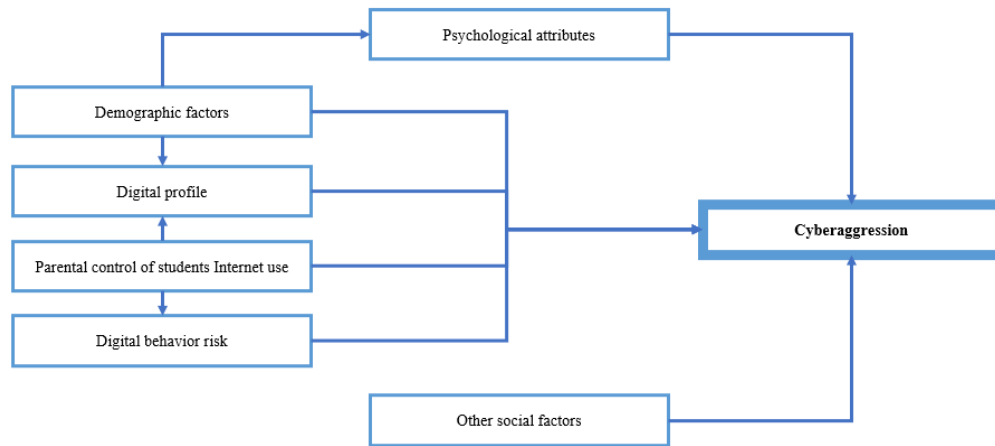 Psychological attributes
Demographic factors
Digital profile
Cyberaggression
Parental control of students Internet use
Digital behavior risk
Other social factors